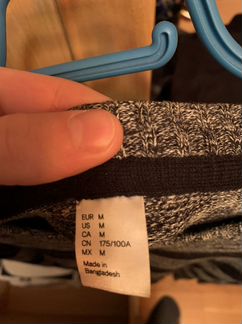 EUR M
US M
CA M
CN 175/100A
MX M
Made in
Bangladesh